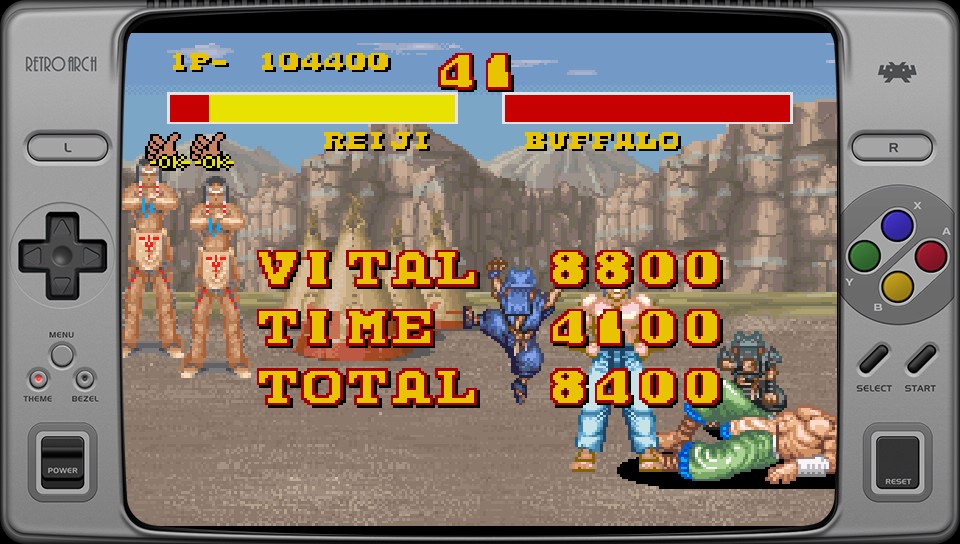 RETRO ARCH
1P- 104400
41
REIJI
BUFFALO
OK OK
L
R
X
A
Y
B
VITAL 8800
TIME 4100
TOTAL 8400
MENU
THEME
BEZEL
SELECT
START
POWER
RESET